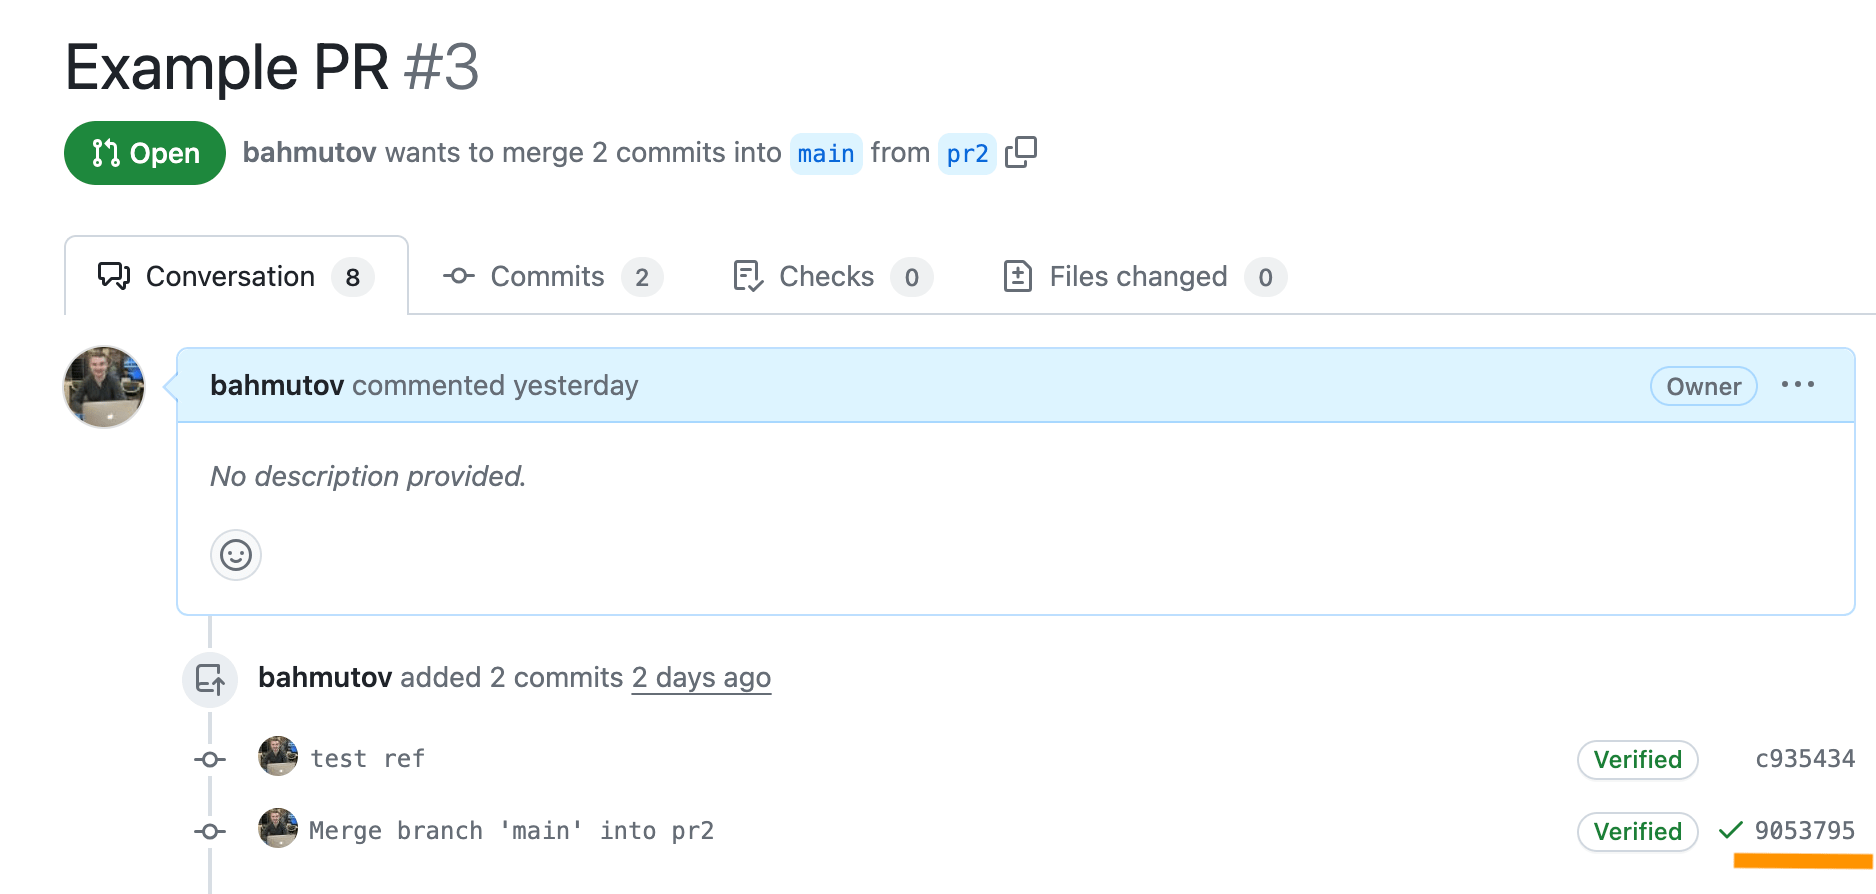 Example PR #3
Open bahmutov wants to merge 2 commits into main from pr2
Conversation 8 Commits 2 Checks 0 Files changed 0
bahmutov commented yesterday Owner
No description provided.
bahmutov added 2 commits 2 days ago
test ref Verified c935434
Merge branch 'main' into pr2 Verified 9053795